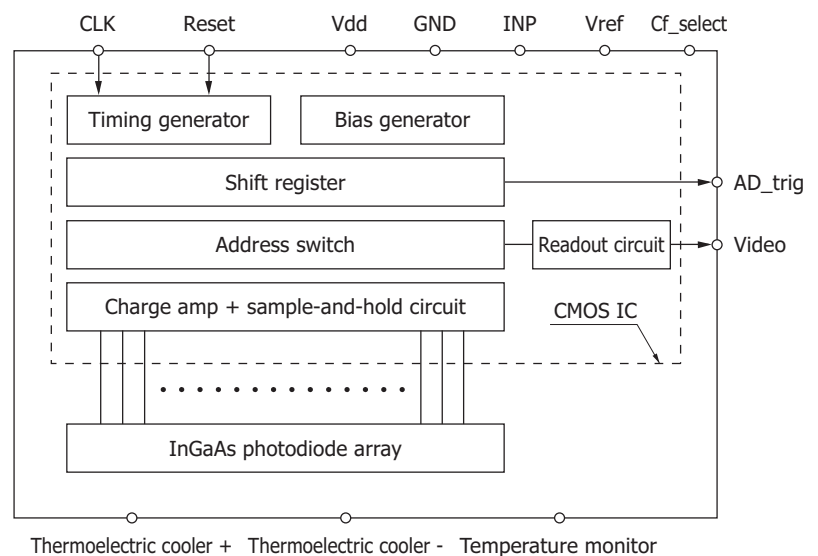 CLK Reset Vdd GND INP Vref Cf_select
Timing generator Bias generator
Shift register AD_trig
Address switch Readout circuit Video
Charge amp + sample-and-hold circuit
CMOS IC
InGaAs photodiode array
Thermoelectric cooler + Thermoelectric cooler - Temperature monitor